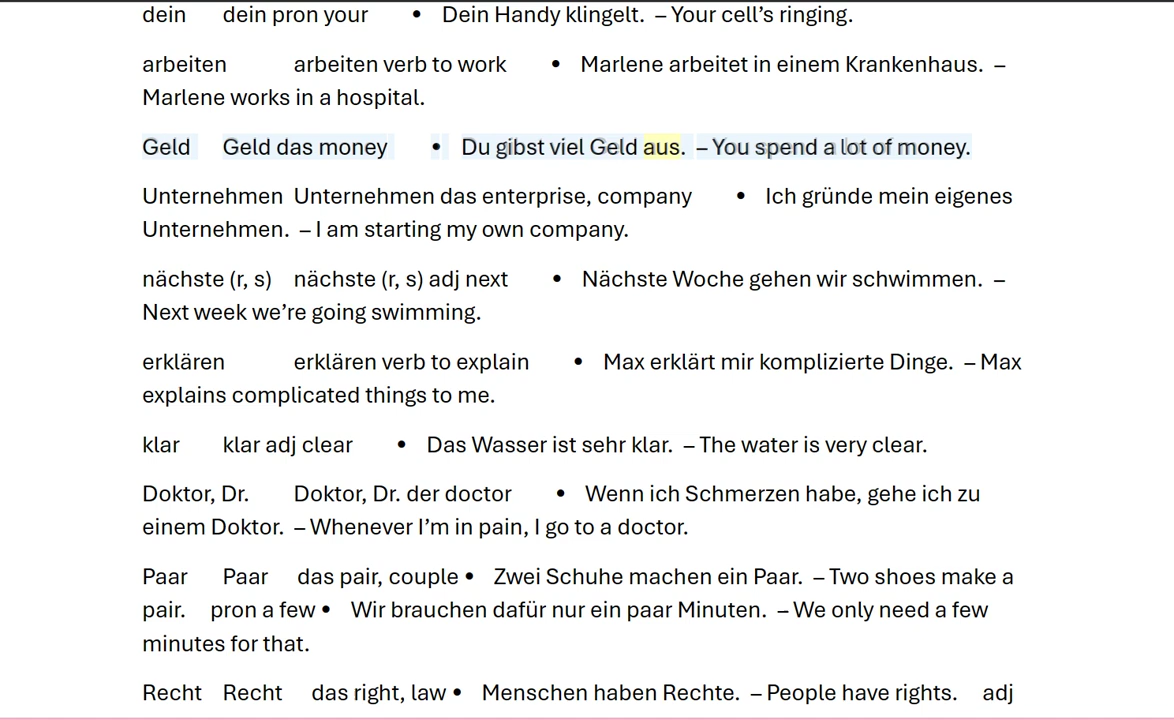 dein dein pron your • Dein Handy klingelt. – Your cell’s ringing.
arbeiten arbeiten verb to work • Marlene arbeitet in einem Krankenhaus. –
Marlene works in a hospital.
Geld Geld das money • Du gibst viel Geld aus. – You spend a lot of money.
Unternehmen Unternehmen das enterprise, company • Ich gründe mein eigenes
Unternehmen. – I am starting my own company.
nächste (r, s) nächste (r, s) adj next • Nächste Woche gehen wir schwimmen. –
Next week we’re going swimming.
erklären erklären verb to explain • Max erklärt mir komplizierte Dinge. – Max
explains complicated things to me.
klar klar adj clear • Das Wasser ist sehr klar. – The water is very clear.
Doktor, Dr. Doktor, Dr. der doctor • Wenn ich Schmerzen habe, gehe ich zu
einem Doktor. – Whenever I’m in pain, I go to a doctor.
Paar Paar das pair, couple • Zwei Schuhe machen ein Paar. – Two shoes make a
pair. pron a few • Wir brauchen dafür nur ein paar Minuten. – We only need a few
minutes for that.
Recht Recht das right, law • Menschen haben Rechte. – People have rights. adj